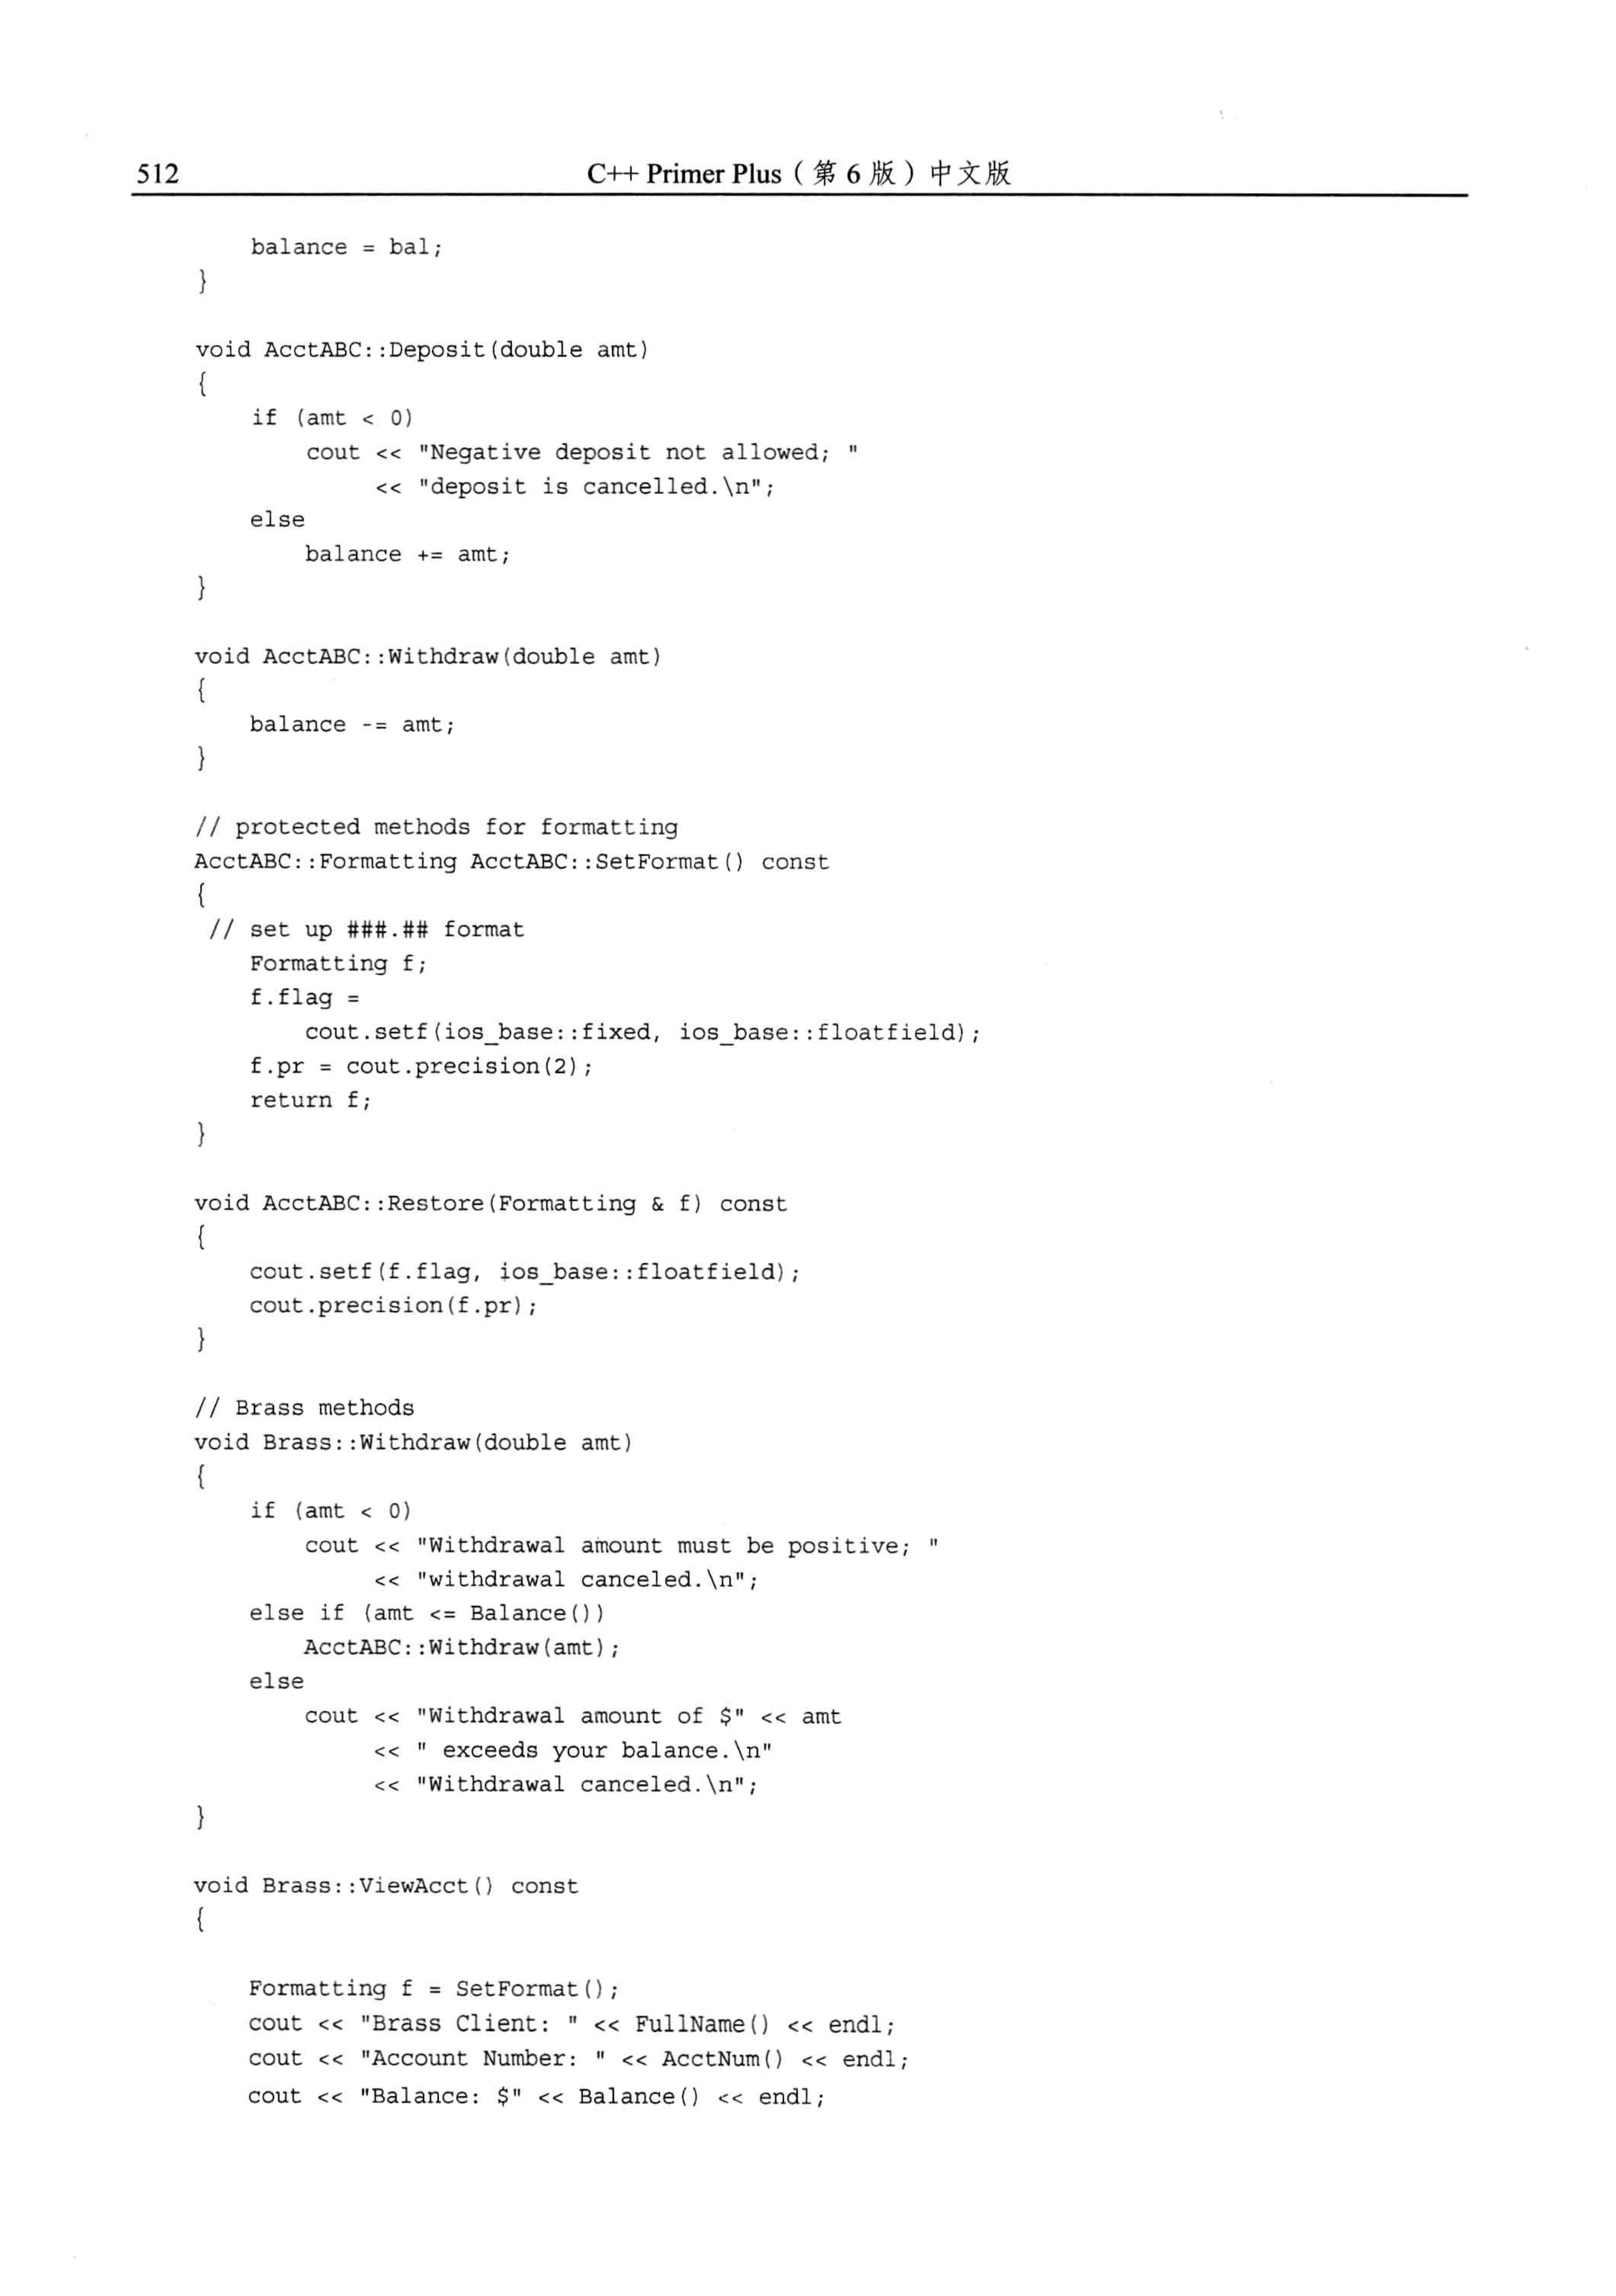 512
C++ Primer Plus（第 6 版）中文版
    balance = bal;
}

void AcctABC::Deposit(double amt)
{
    if (amt < 0)
        cout << "Negative deposit not allowed; "
             << "deposit is cancelled.\n";
    else
        balance += amt;
}

void AcctABC::Withdraw(double amt)
{
    balance -= amt;
}

// protected methods for formatting
AcctABC::Formatting AcctABC::SetFormat() const
{
 // set up ###.## format
    Formatting f;
    f.flag =
        cout.setf(ios_base::fixed, ios_base::floatfield);
    f.pr = cout.precision(2);
    return f;
}

void AcctABC::Restore(Formatting & f) const
{
    cout.setf(f.flag, ios_base::floatfield);
    cout.precision(f.pr);
}

// Brass methods
void Brass::Withdraw(double amt)
{
    if (amt < 0)
        cout << "Withdrawal amount must be positive; "
             << "withdrawal canceled.\n";
    else if (amt <= Balance())
        AcctABC::Withdraw(amt);
    else
        cout << "Withdrawal amount of $" << amt
             << " exceeds your balance.\n"
             << "Withdrawal canceled.\n";
}

void Brass::ViewAcct() const
{

    Formatting f = SetFormat();
    cout << "Brass Client: " << FullName() << endl;
    cout << "Account Number: " << AcctNum() << endl;
    cout << "Balance: $" << Balance() << endl;